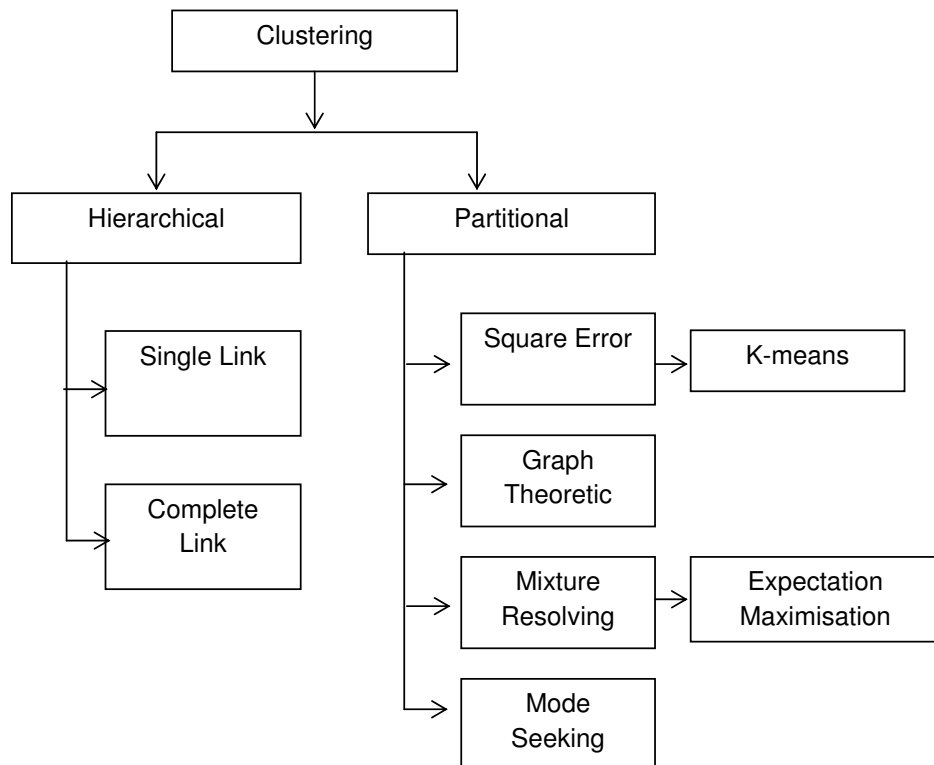 Clustering
Hierarchical
Partitional
Single Link
Complete
Link
Square Error
K-means
Graph
Theoretic
Mixture
Resolving
Expectation
Maximisation
Mode
Seeking